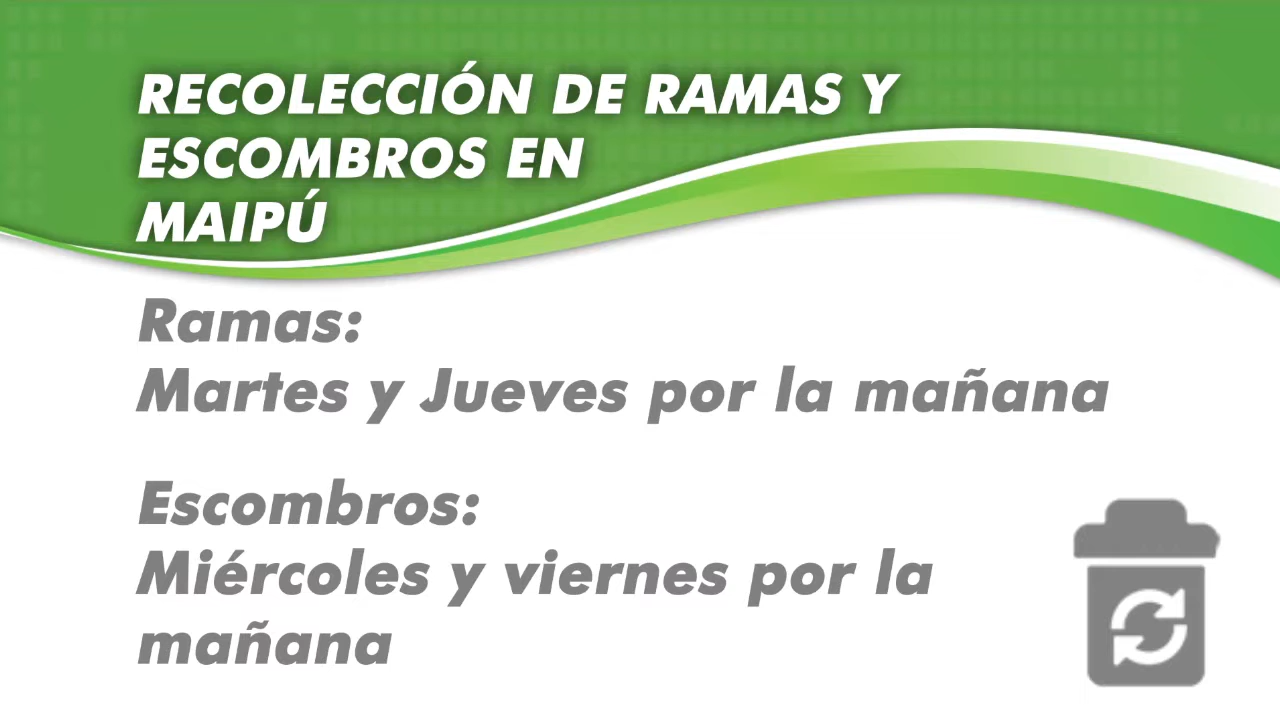 RECOLECCIÓN DE RAMAS Y
ESCOMBROS EN
MAIPÚ
Ramas:
Martes y Jueves por la mañana
Escombros:
Miércoles y viernes por la
mañana